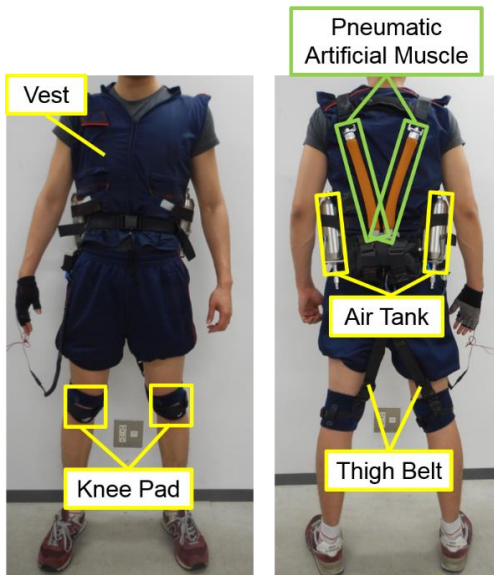 Pneumatic
Artificial Muscle
Vest
Air Tank
Knee Pad
Thigh Belt